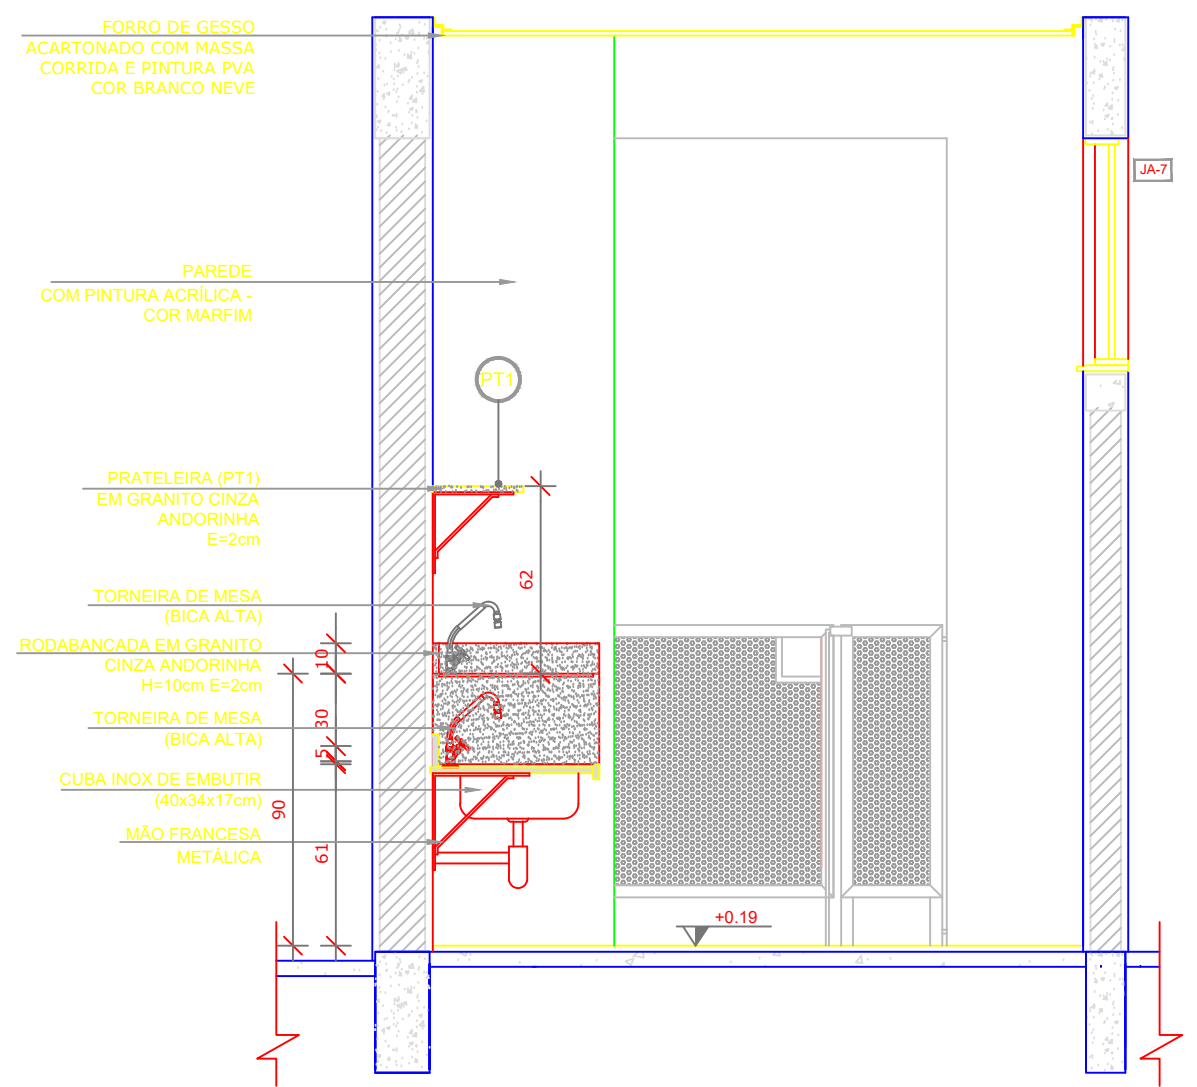 FORRO DE GESSO
ACARTONADO COM MASSA
CORRIDA E PINTURA PVA
COR BRANCO NEVE
JA-7
PAREDE
COM PINTURA ACRÍLICA -
COR MARFIM
PT1
PRATELEIRA (PT1)
EM GRANITO CINZA
ANDORINHA
E=2cm
62
TORNEIRA DE MESA
(BICA ALTA)
RODABANCADA EM GRANITO
CINZA ANDORINHA
H=10cm E=2cm
10
TORNEIRA DE MESA
(BICA ALTA)
30
5
CUBA INOX DE EMBUTIR
(40x34x17cm)
90
MÃO FRANCESA
METÁLICA
61
+0.19